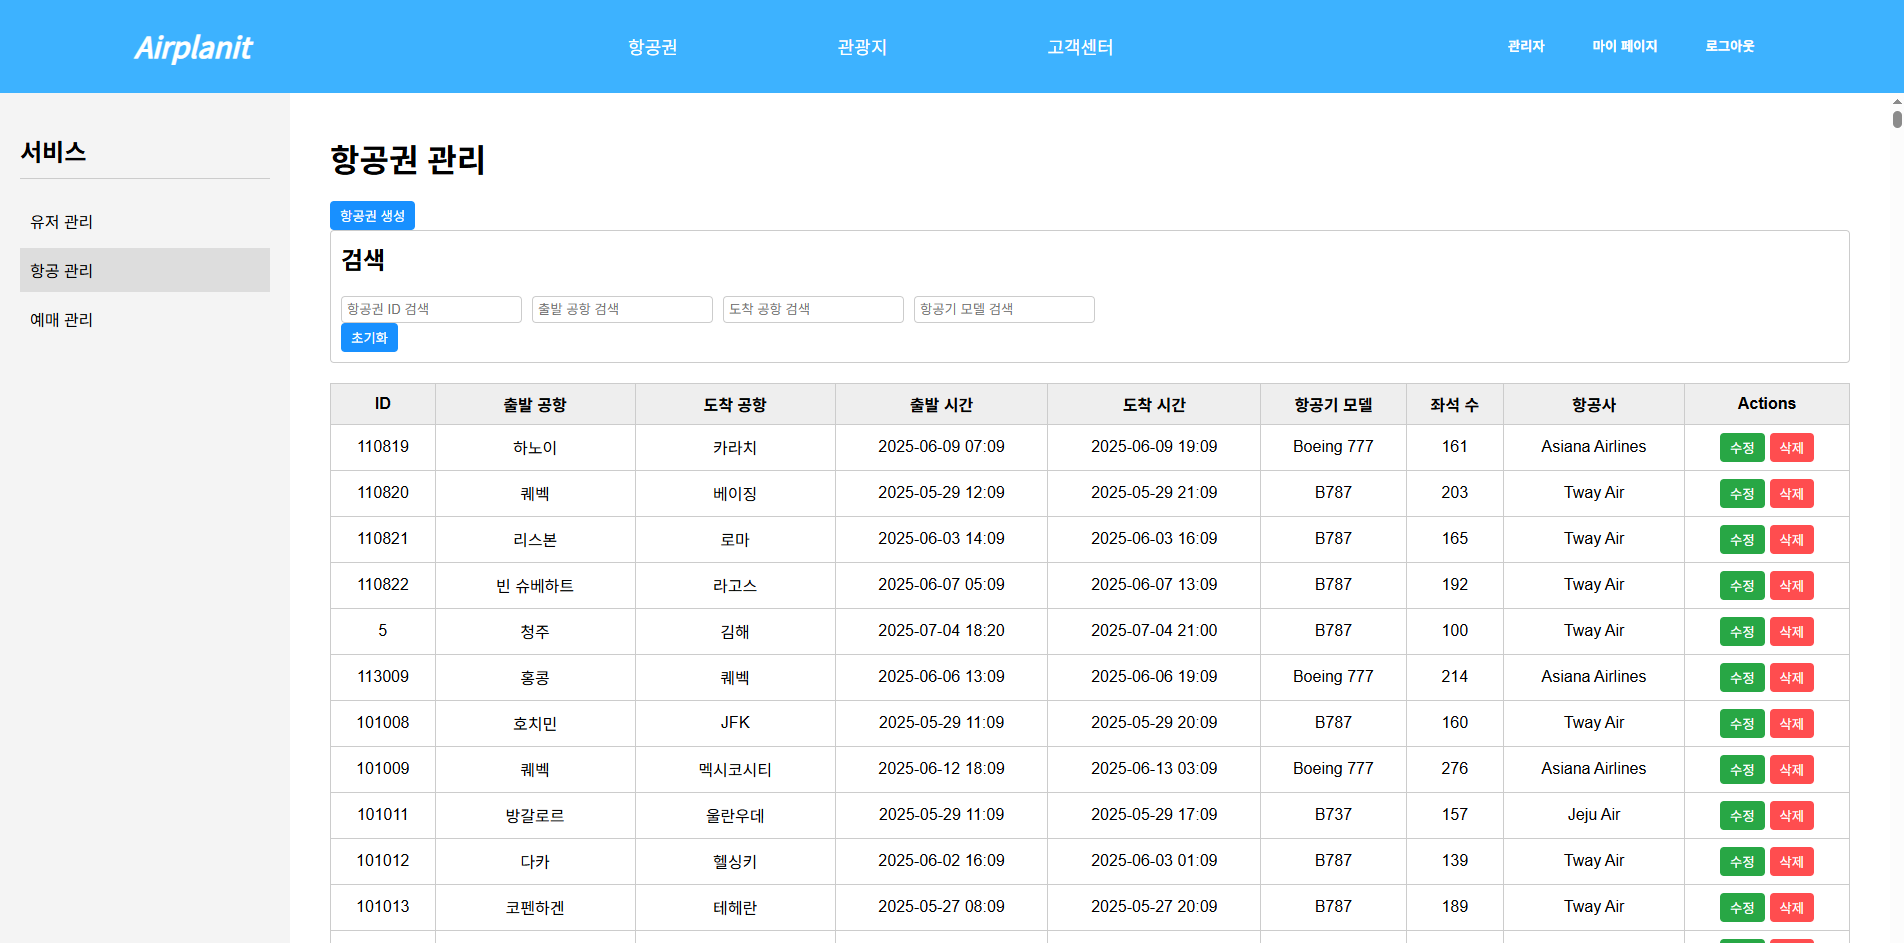 Airplanit 항공권 관광지 고객센터 관리자 마이 페이지 로그아웃
서비스
유저 관리
항공 관리
예매 관리
항공권 관리
항공권 생성
검색
항공권 ID 검색 출발 공항 검색 도착 공항 검색 항공기 모델 검색
초기화
ID 출발 공항 도착 공항 출발 시간 도착 시간 항공기 모델 좌석 수 항공사 Actions
110819 하노이 카라치 2025-06-09 07:09 2025-06-09 19:09 Boeing 777 161 Asiana Airlines 수정 삭제
110820 퀘벡 베이징 2025-05-29 12:09 2025-05-29 21:09 B787 203 Tway Air 수정 삭제
110821 리스본 로마 2025-06-03 14:09 2025-06-03 16:09 B787 165 Tway Air 수정 삭제
110822 빈 슈베하트 라고스 2025-06-07 05:09 2025-06-07 13:09 B787 192 Tway Air 수정 삭제
5 청주 김해 2025-07-04 18:20 2025-07-04 21:00 B787 100 Tway Air 수정 삭제
113009 홍콩 퀘벡 2025-06-06 13:09 2025-06-06 19:09 Boeing 777 214 Asiana Airlines 수정 삭제
101008 호치민 JFK 2025-05-29 11:09 2025-05-29 20:09 B787 160 Tway Air 수정 삭제
101009 퀘벡 멕시코시티 2025-06-12 18:09 2025-06-13 03:09 Boeing 777 276 Asiana Airlines 수정 삭제
101011 방갈로르 울란우데 2025-05-29 11:09 2025-05-29 17:09 B737 157 Jeju Air 수정 삭제
101012 다카 헬싱키 2025-06-02 16:09 2025-06-03 01:09 B787 139 Tway Air 수정 삭제
101013 코펜하겐 테헤란 2025-05-27 08:09 2025-05-27 20:09 B787 189 Tway Air 수정 삭제